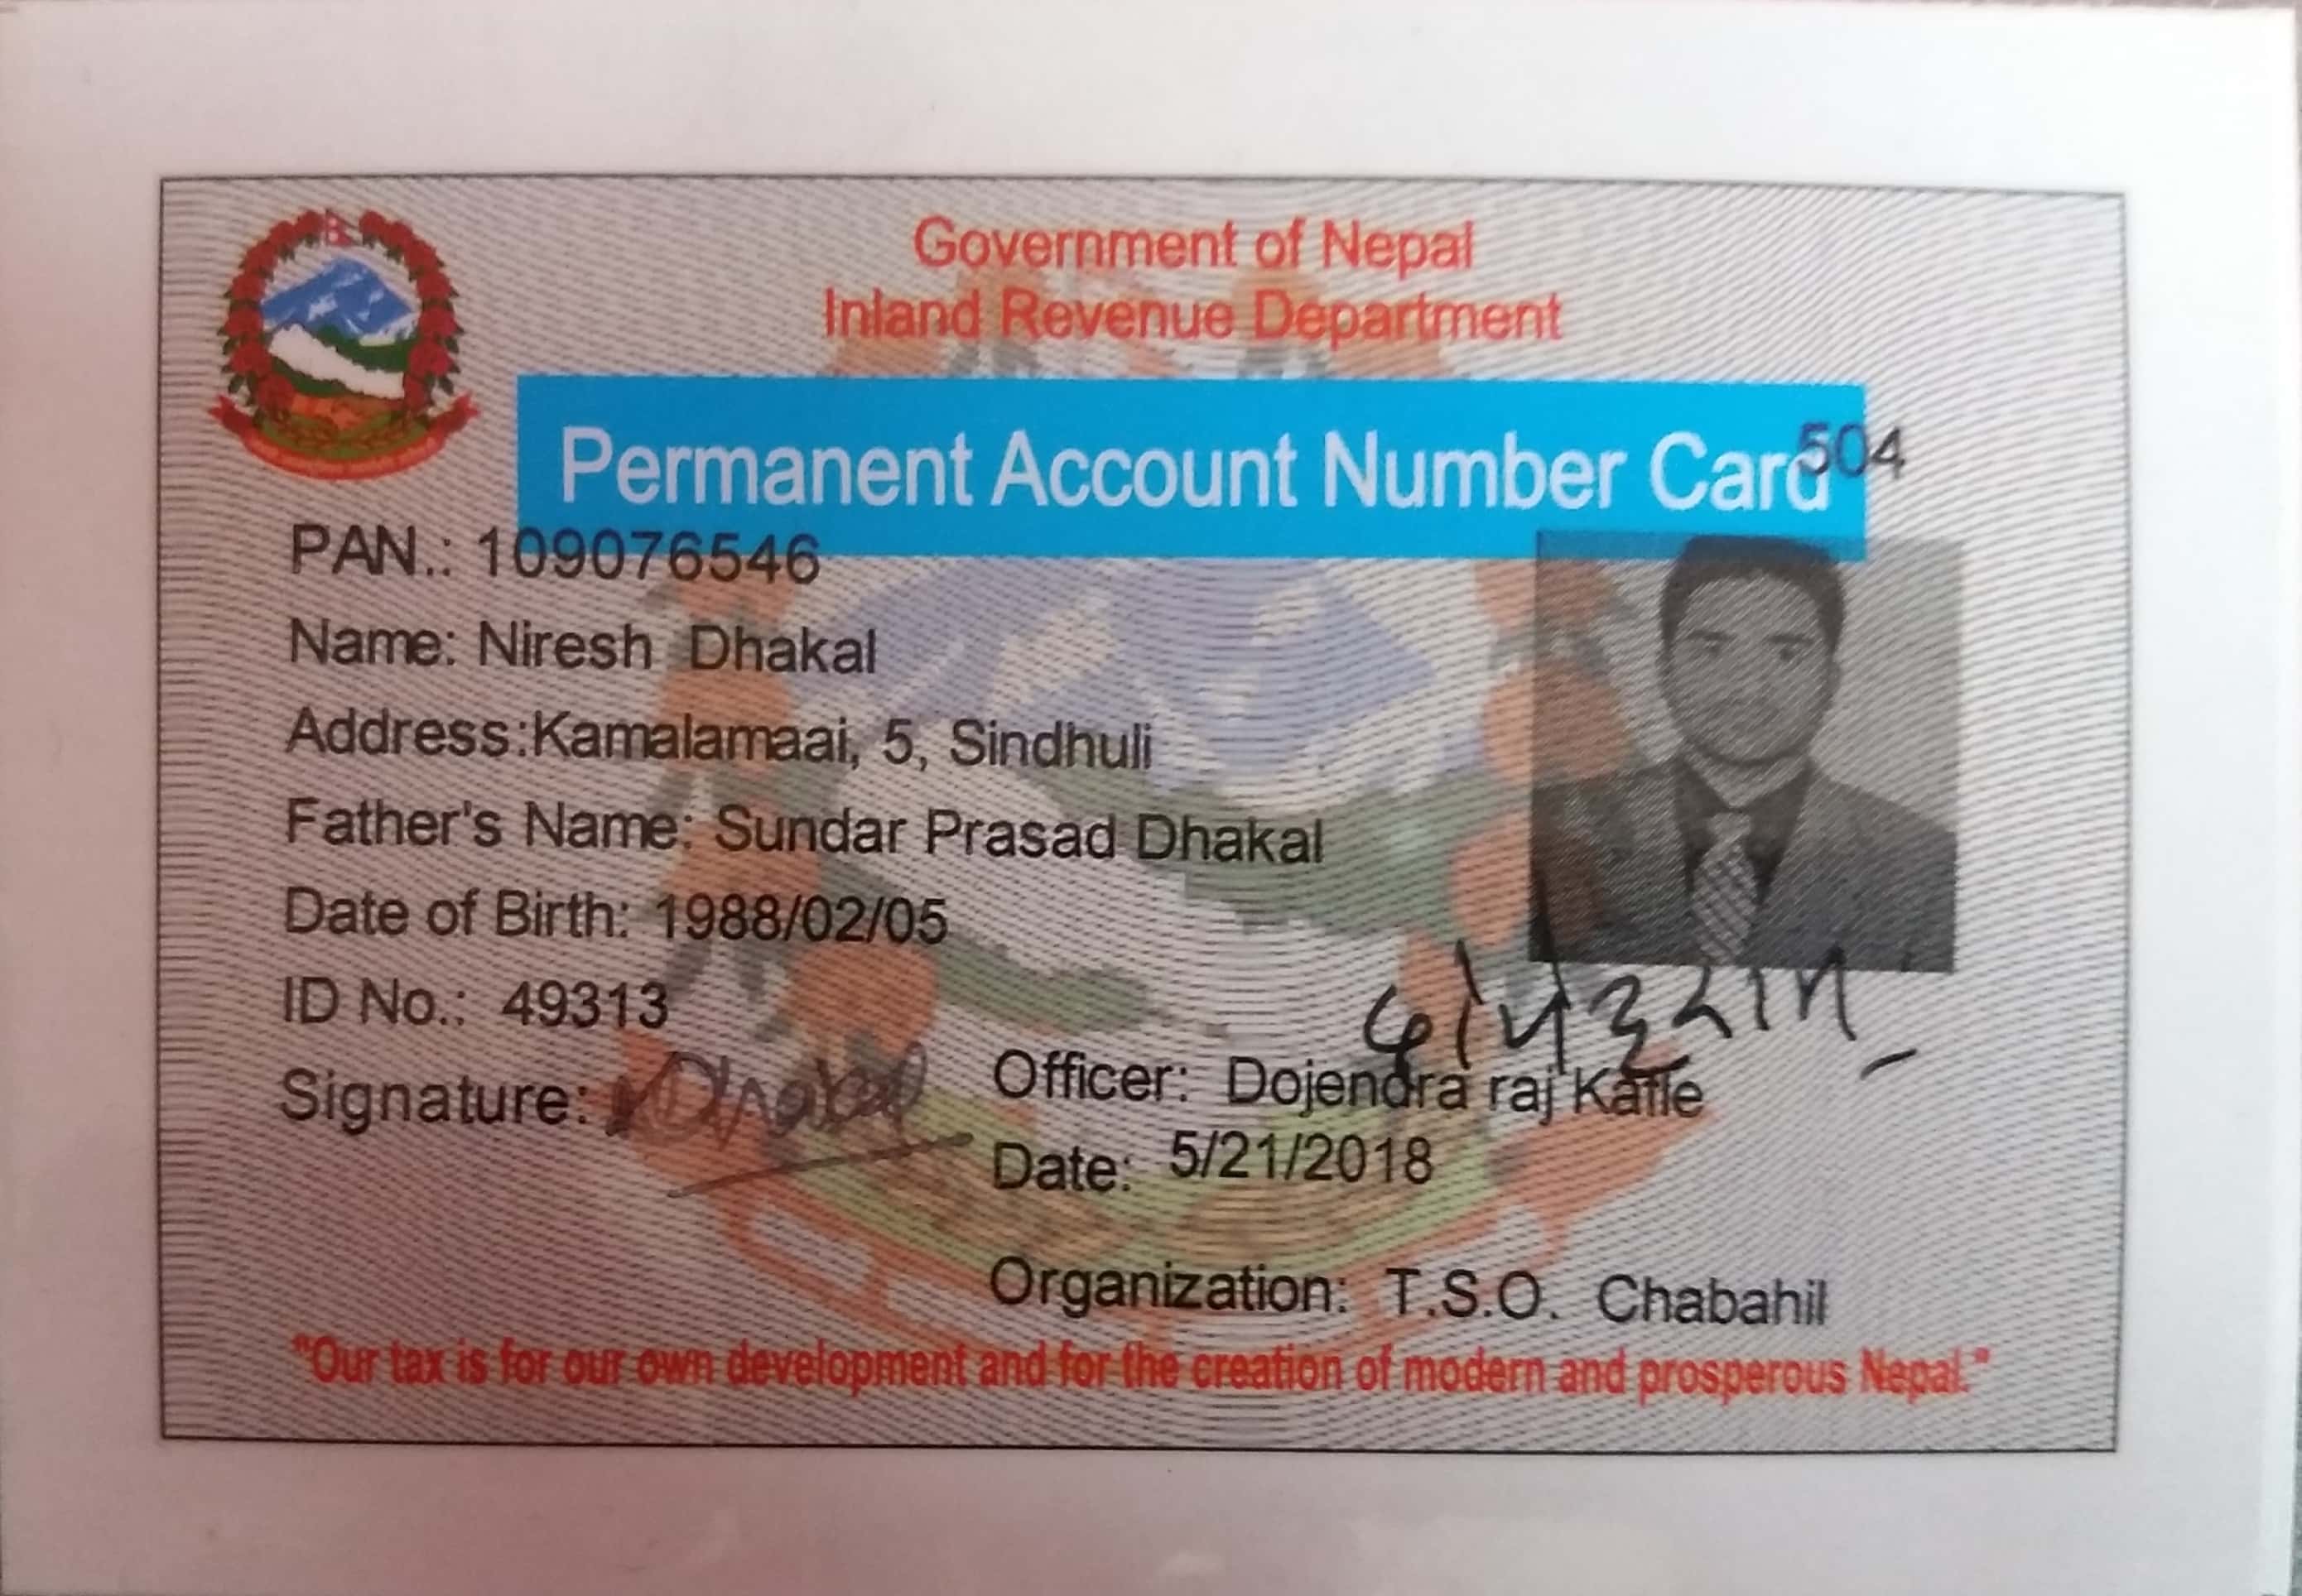 Government of Nepal
Inland Revenue Department
Permanent Account Number Card
504
PAN.: 109076546
Name: Niresh Dhakal
Address:Kamalamaai, 5, Sindhuli
Father's Name: Sundar Prasad Dhakal
Date of Birth: 1988/02/05
ID No.: 49313
Signature: NDhakal
Officer: Dojendra raj Kafle
Date: 5/21/2018
Organization: T.S.O. Chabahil
"Our tax is for our own development and for the creation of modern and prosperous Nepal."